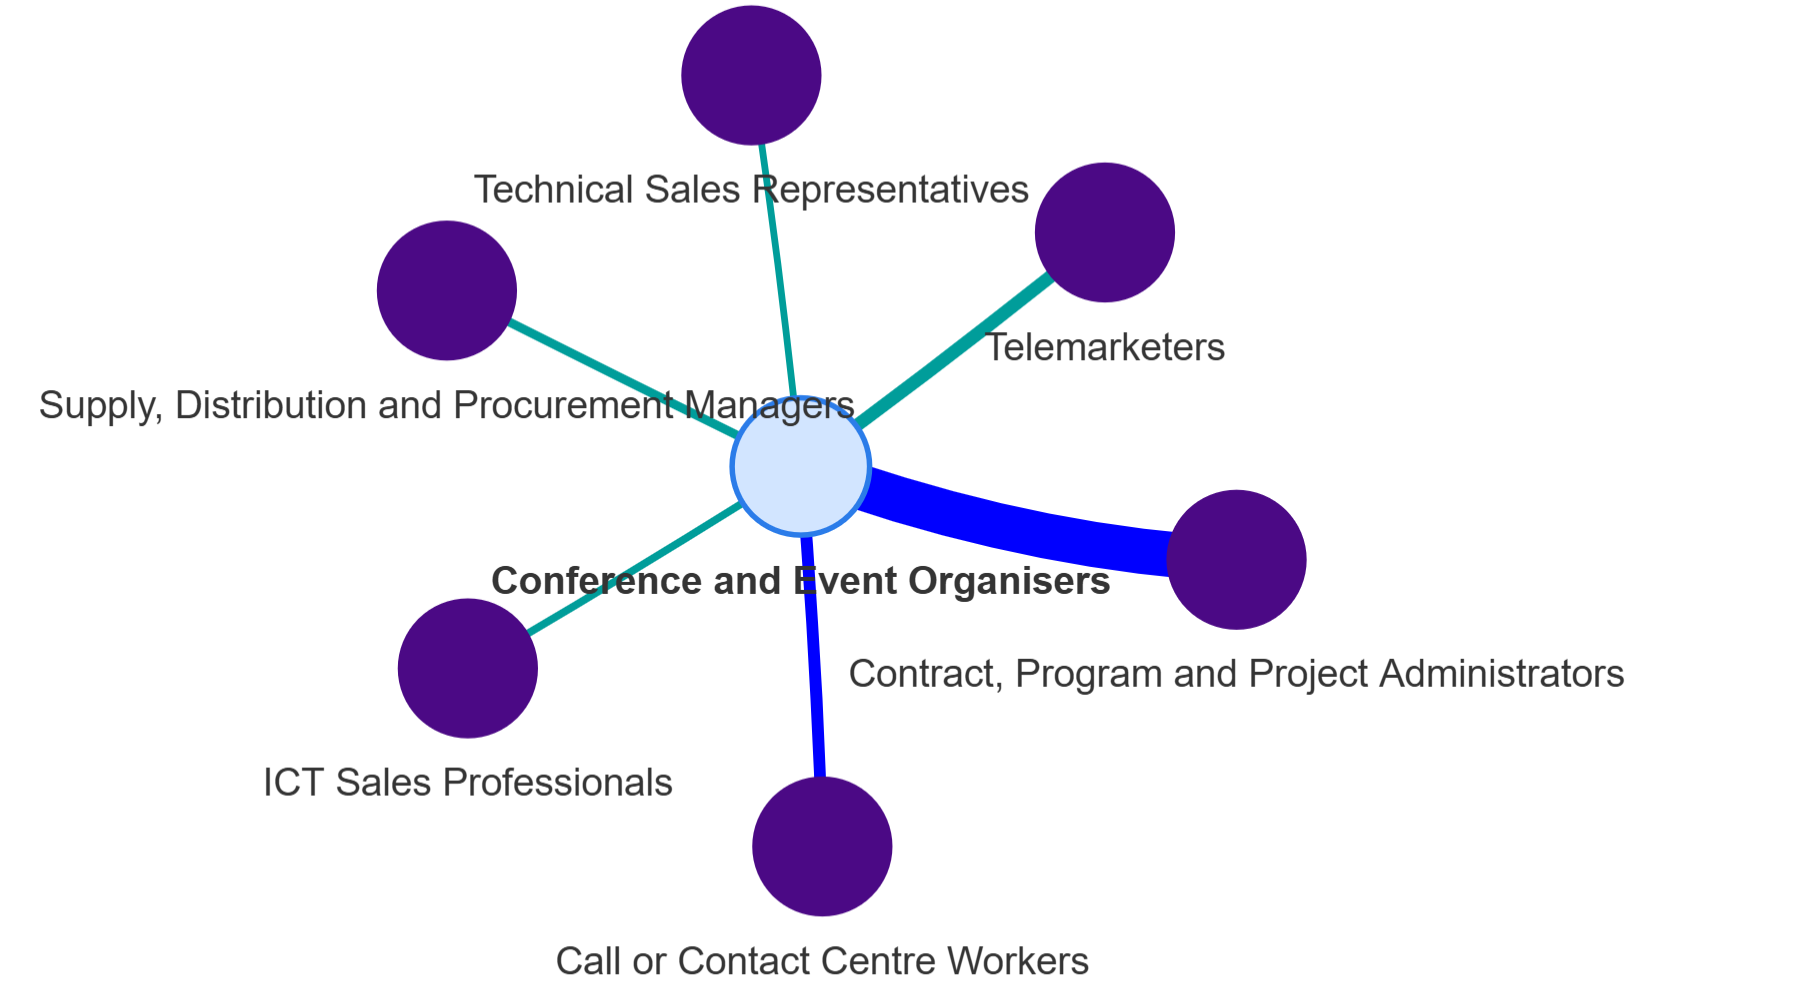 Technical Sales Representatives
Telemarketers
Supply, Distribution and Procurement Managers
Conference and Event Organisers
Contract, Program and Project Administrators
ICT Sales Professionals
Call or Contact Centre Workers